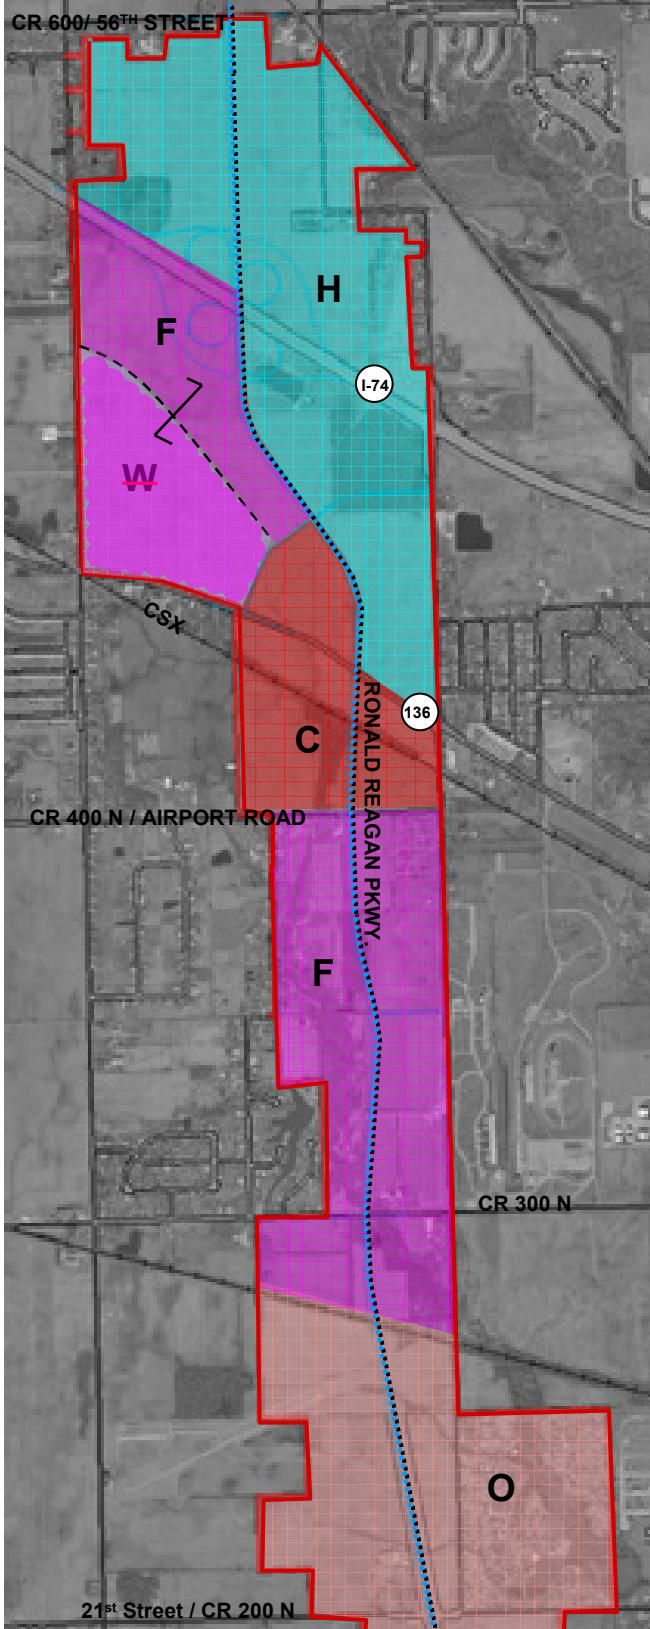 CR 600/ 56TH STREET
H
F
I-74
W
CSX
136
RONALD REAGAN PKWY.
C
CR 400 N / AIRPORT ROAD
F
CR 300 N
O
21st Street / CR 200 N